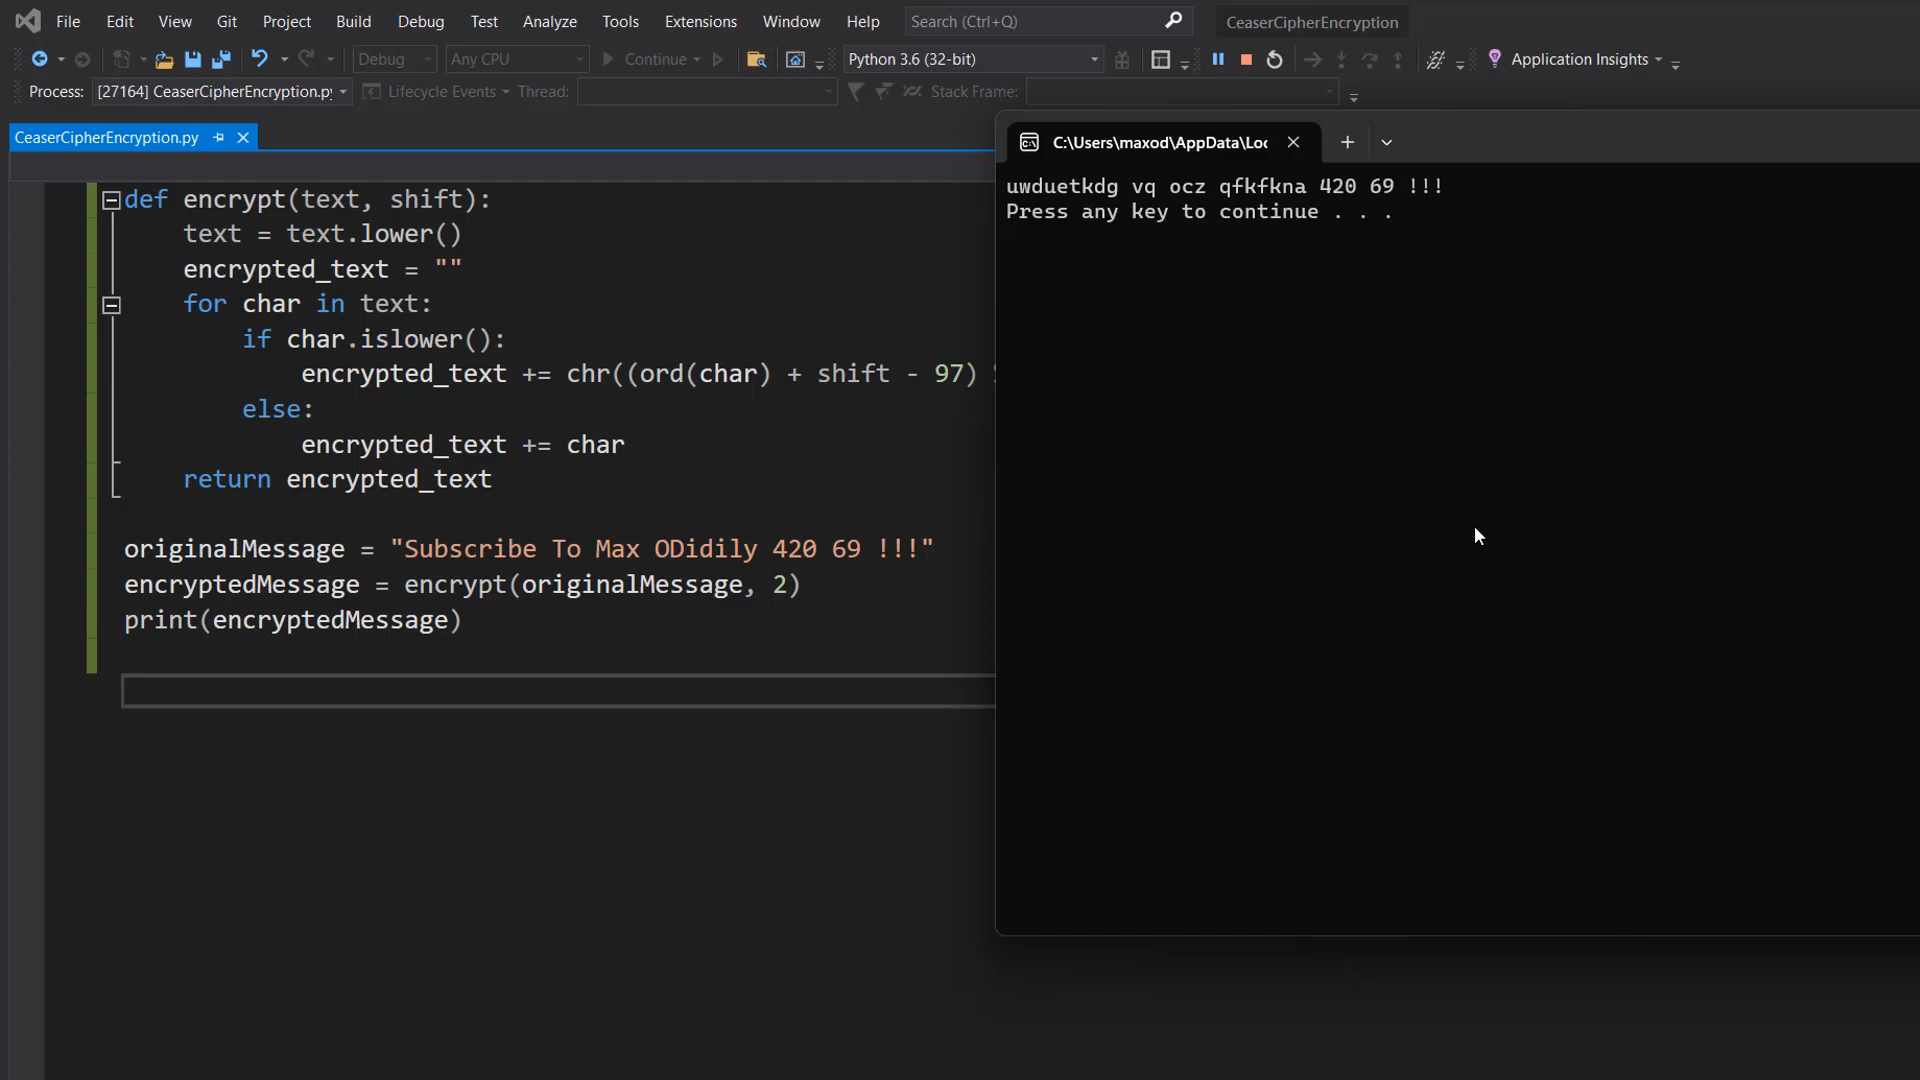 File Edit View Git Project Build Debug Test Analyze Tools Extensions Window Help Search (Ctrl+Q) CeaserCipherEncryption
Debug Any CPU Continue Python 3.6 (32-bit) Application Insights
Process: [27164] CeaserCipherEncryption.py Lifecycle Events Thread: Stack Frame:
CeaserCipherEncryption.py
def encrypt(text, shift):
text = text.lower()
encrypted_text = ""
for char in text:
if char.islower():
encrypted_text += chr((ord(char) + shift - 97)
else:
encrypted_text += char
return encrypted_text
originalMessage = "Subscribe To Max ODidily 420 69 !!!"
encryptedMessage = encrypt(originalMessage, 2)
print(encryptedMessage)
C:\Users\maxod\AppData\Loc
uwduetkdg vq ocz qfkfkna 420 69 !!!
Press any key to continue . . .